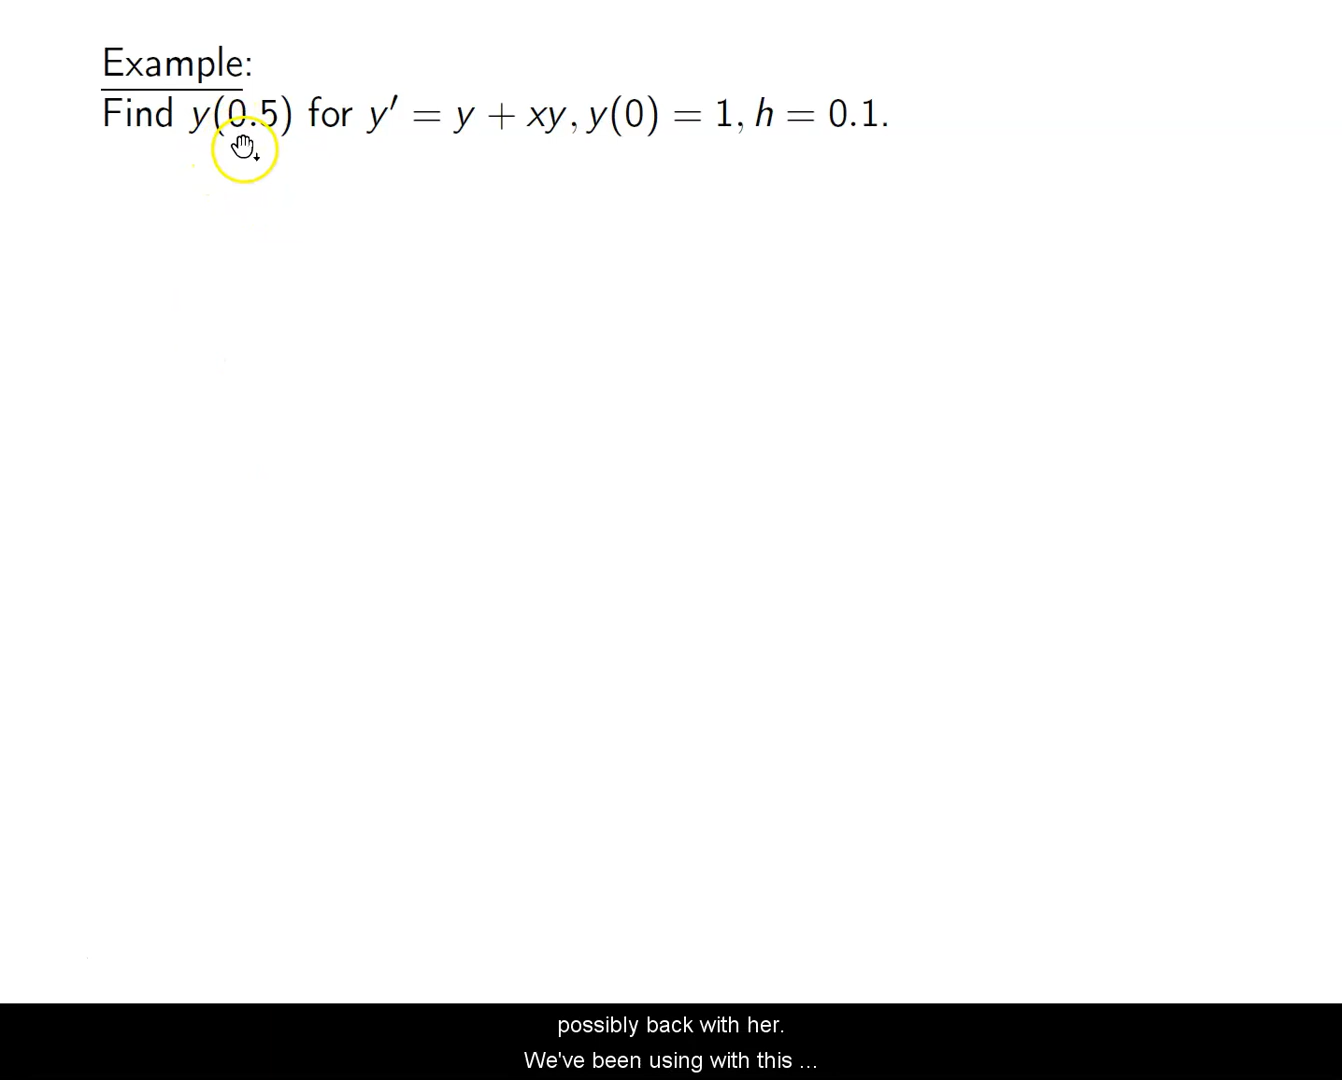 Example:
Find y(0.5) for y′ = y + xy, y(0) = 1, h = 0.1.
possibly back with her.
We've been using with this ...